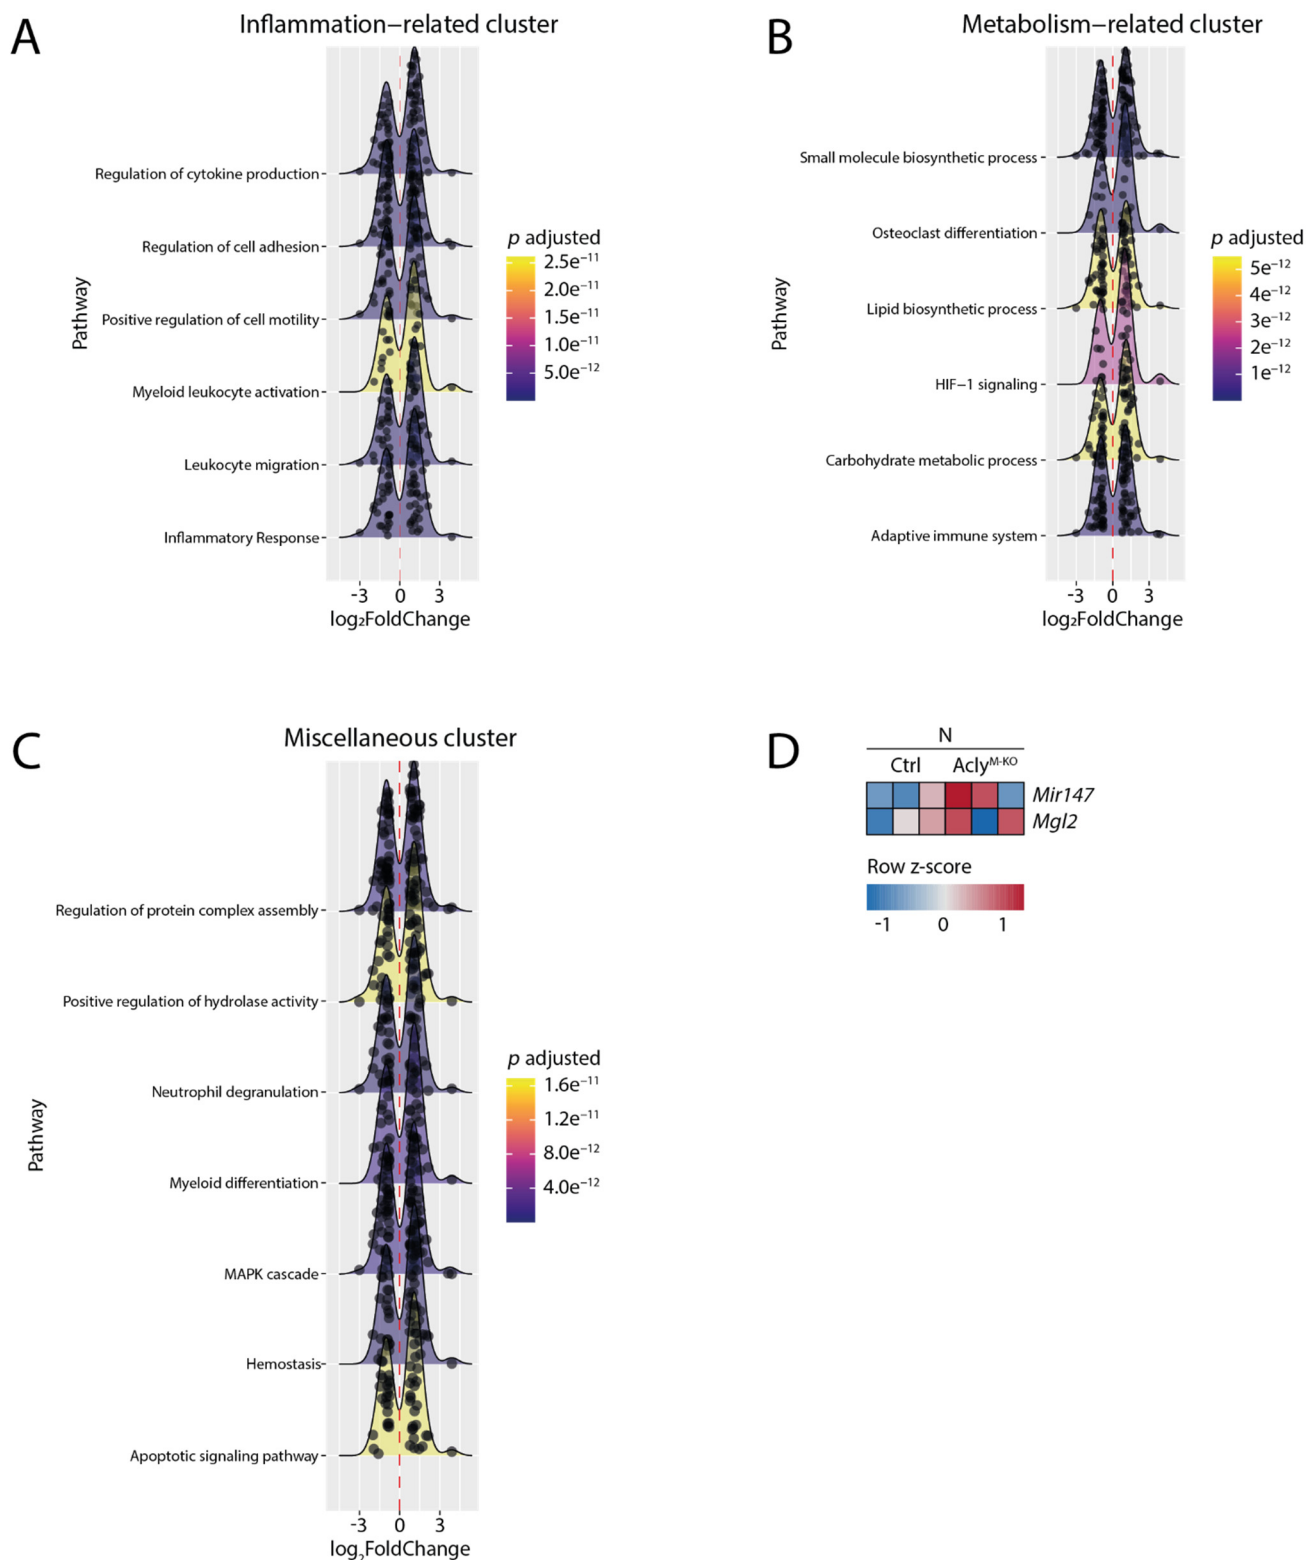 A
Inflammation−related cluster
Pathway
Regulation of cytokine production
Regulation of cell adhesion
Positive regulation of cell motility
Myeloid leukocyte activation
Leukocyte migration
Inflammatory Response
-3 0 3
log₂FoldChange
p adjusted
2.5e⁻¹¹
2.0e⁻¹¹
1.5e⁻¹¹
1.0e⁻¹¹
5.0e⁻¹²
B
Metabolism−related cluster
Pathway
Small molecule biosynthetic process
Osteoclast differentiation
Lipid biosynthetic process
HIF−1 signaling
Carbohydrate metabolic process
Adaptive immune system
-3 0 3
log₂FoldChange
p adjusted
5e⁻¹²
4e⁻¹²
3e⁻¹²
2e⁻¹²
1e⁻¹²
C
Miscellaneous cluster
Pathway
Regulation of protein complex assembly
Positive regulation of hydrolase activity
Neutrophil degranulation
Myeloid differentiation
MAPK cascade
Hemostasis
Apoptotic signaling pathway
-3 0 3
log₂FoldChange
p adjusted
1.6e⁻¹¹
1.2e⁻¹¹
8.0e⁻¹²
4.0e⁻¹²
D
N
Ctrl Aclyᴹ⁻ᴷᴼ
Mir147
Mgl2
Row z-score
-1 0 1